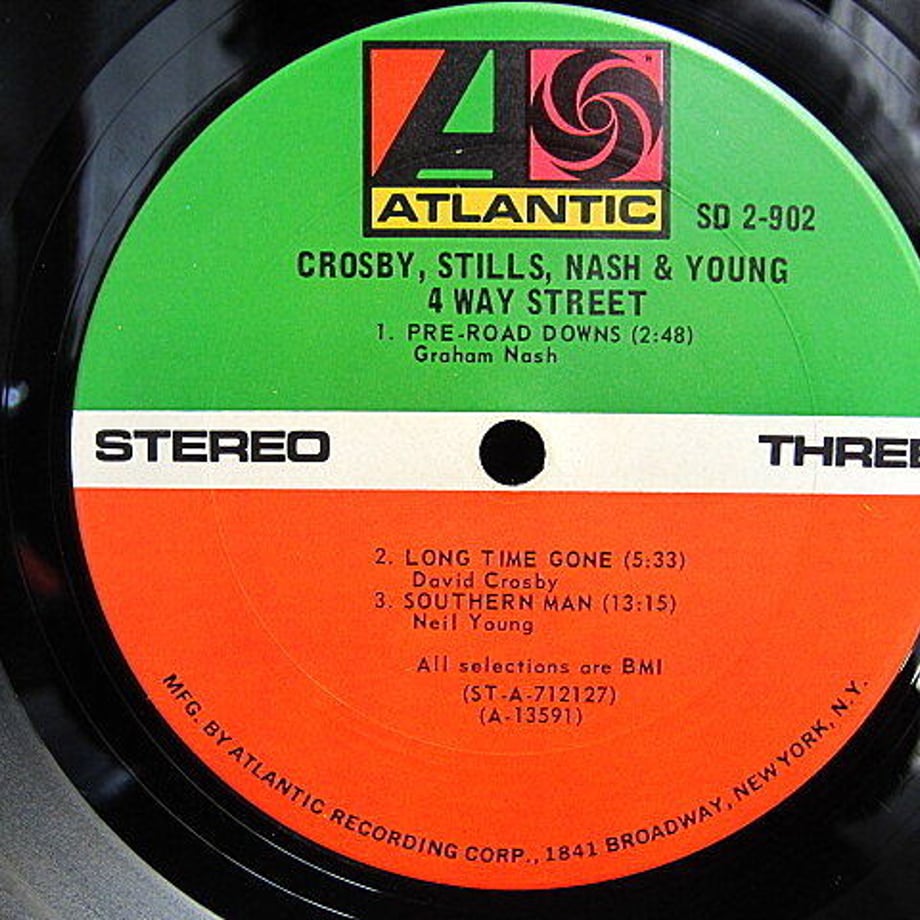 ATLANTIC
SD 2-902
CROSBY, STILLS, NASH & YOUNG
4 WAY STREET
1. PRE-ROAD DOWNS (2:48)
Graham Nash
STEREO
THREE
2. LONG TIME GONE (5:33)
David Crosby
3. SOUTHERN MAN (13:15)
Neil Young
All selections are BMI
(ST-A-712127)
(A-13591)
MFG. BY ATLANTIC RECORDING CORP., 1841 BROADWAY, NEW YORK, N.Y.